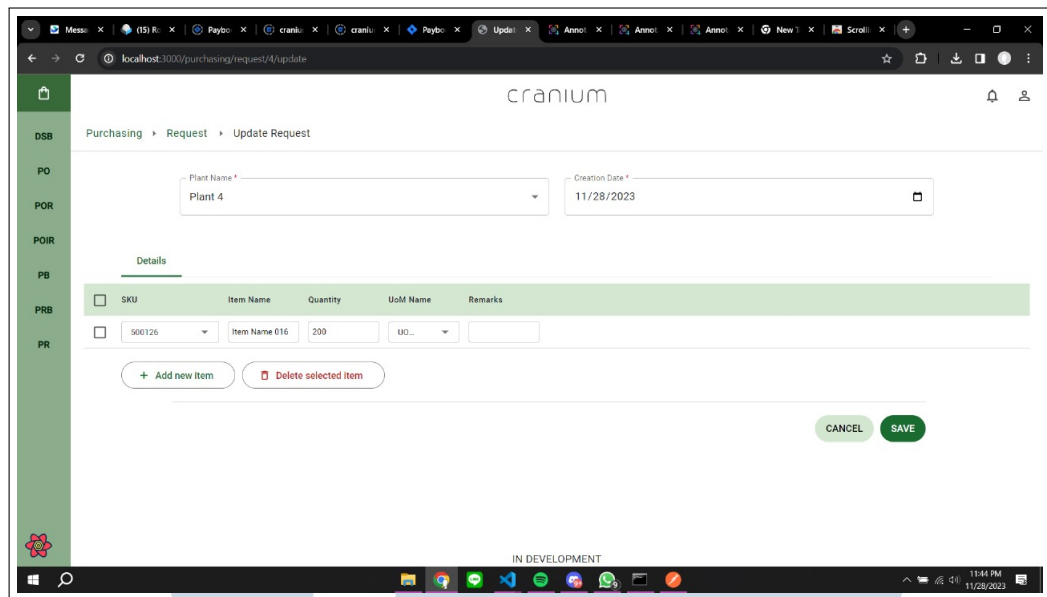 Messa (15) Ro Paybo craniu craniu Paybo Updat Annot Annot Annot New T Scrolli
localhost:3000/purchasing/request/4/update
cranium
DSB
PO
POR
POIR
PB
PRB
PR
Purchasing Request Update Request
Plant Name * Creation Date *
Plant 4 11/28/2023
Details
SKU Item Name Quantity UoM Name Remarks
500126 Item Name 016 200 UO...
+ Add new item Delete selected item
CANCEL SAVE
IN DEVELOPMENT
9
11:44 PM
11/28/2023